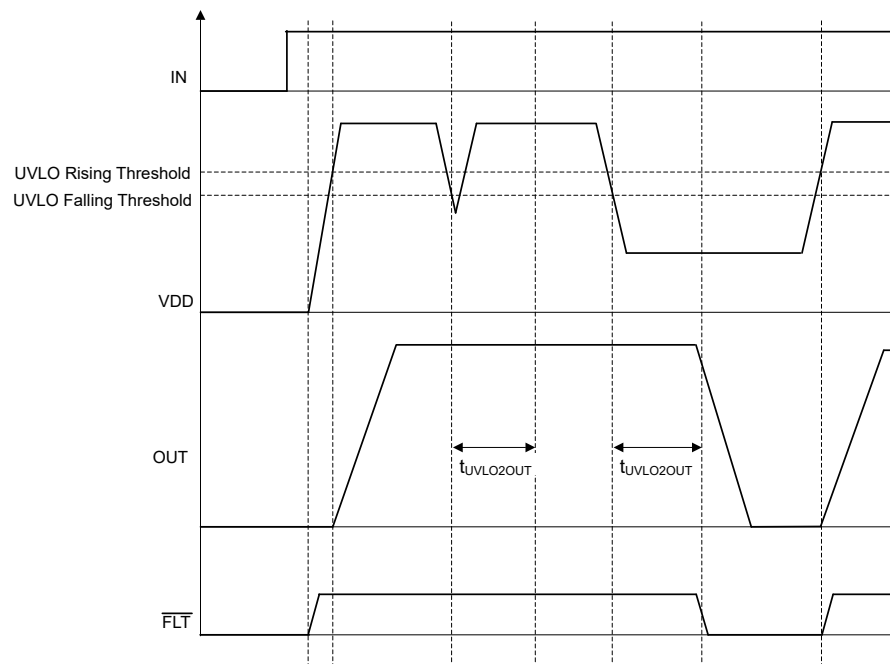 IN
UVLO Rising Threshold
UVLO Falling Threshold
VDD
OUT
tUVLO2OUT
tUVLO2OUT
FLT